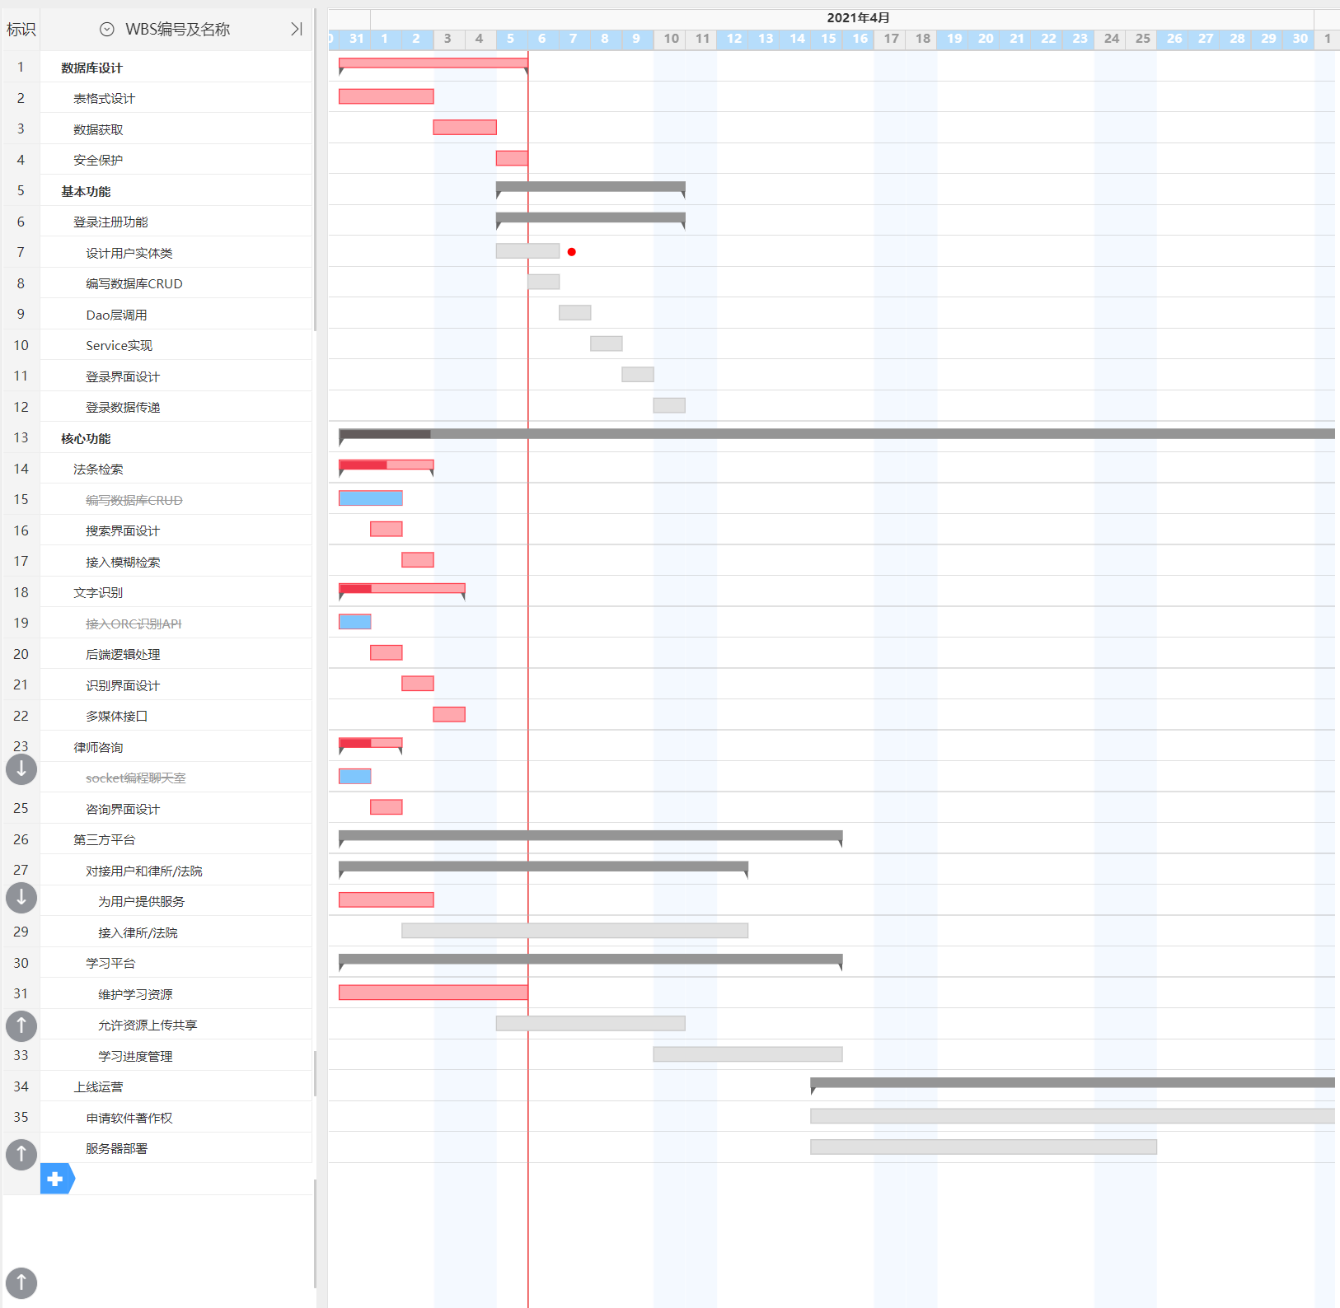 标识 WBS编号及名称 2021年4月
0 31 1 2 3 4 5 6 7 8 9 10 11 12 13 14 15 16 17 18 19 20 21 22 23 24 25 26 27 28 29 30 1
1 数据库设计
2 表格式设计
3 数据获取
4 安全保护
5 基本功能
6 登录注册功能
7 设计用户实体类
8 编写数据库CRUD
9 Dao层调用
10 Service实现
11 登录界面设计
12 登录数据传递
13 核心功能
14 法条检索
15 编写数据库CRUD
16 搜索界面设计
17 接入模糊检索
18 文字识别
19 接入ORC识别API
20 后端逻辑处理
21 识别界面设计
22 多媒体接口
23 律师咨询
socket编程聊天室
25 咨询界面设计
26 第三方平台
27 对接用户和律所/法院
为用户提供服务
29 接入律所/法院
30 学习平台
31 维护学习资源
允许资源上传共享
33 学习进度管理
34 上线运营
35 申请软件著作权
服务器部署